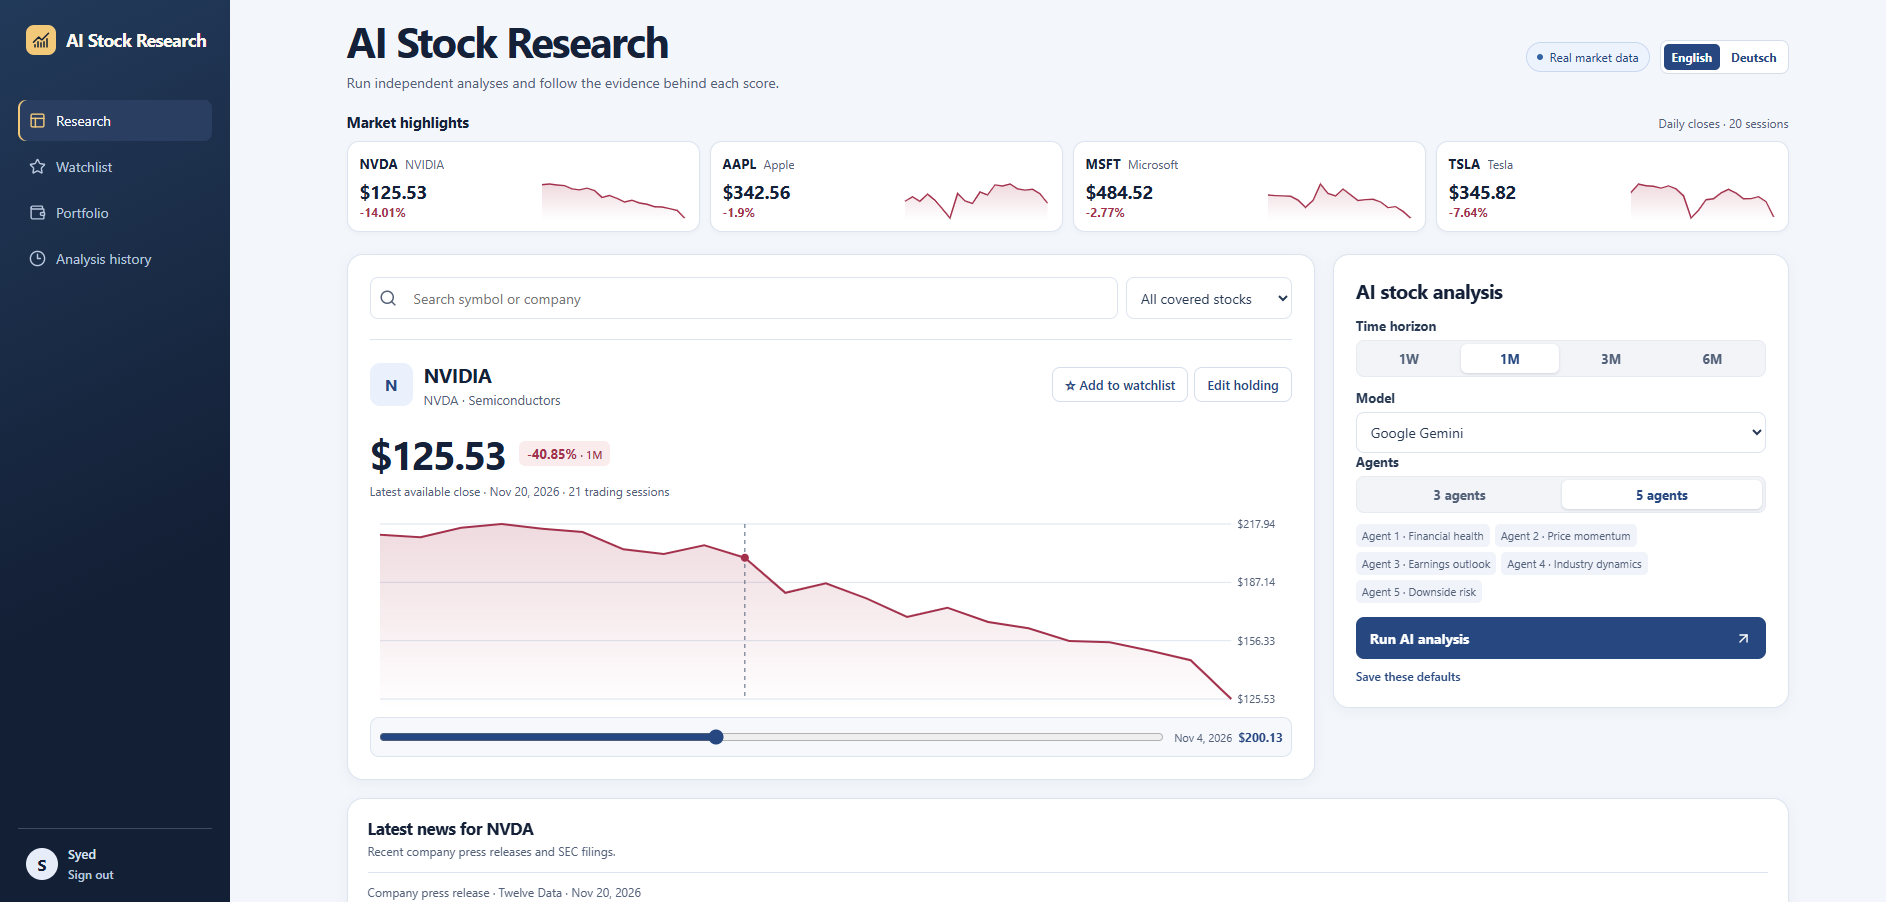 AI Stock Research
Research
Watchlist
Portfolio
Analysis history
S
Syed
Sign out
AI Stock Research
Run independent analyses and follow the evidence behind each score.
Real market data
English Deutsch
Market highlights
Daily closes · 20 sessions
NVDA NVIDIA
$125.53
-14.01%
AAPL Apple
$342.56
-1.9%
MSFT Microsoft
$484.52
-2.77%
TSLA Tesla
$345.82
-7.64%
Search symbol or company
All covered stocks
N
NVIDIA
NVDA · Semiconductors
☆ Add to watchlist
Edit holding
$125.53
-40.85% · 1M
Latest available close · Nov 20, 2026 · 21 trading sessions
$217.94
$187.14
$156.33
$125.53
Nov 4, 2026 $200.13
AI stock analysis
Time horizon
1W 1M 3M 6M
Model
Google Gemini
Agents
3 agents 5 agents
Agent 1 · Financial health Agent 2 · Price momentum
Agent 3 · Earnings outlook Agent 4 · Industry dynamics
Agent 5 · Downside risk
Run AI analysis
Save these defaults
Latest news for NVDA
Recent company press releases and SEC filings.
Company press release · Twelve Data · Nov 20, 2026